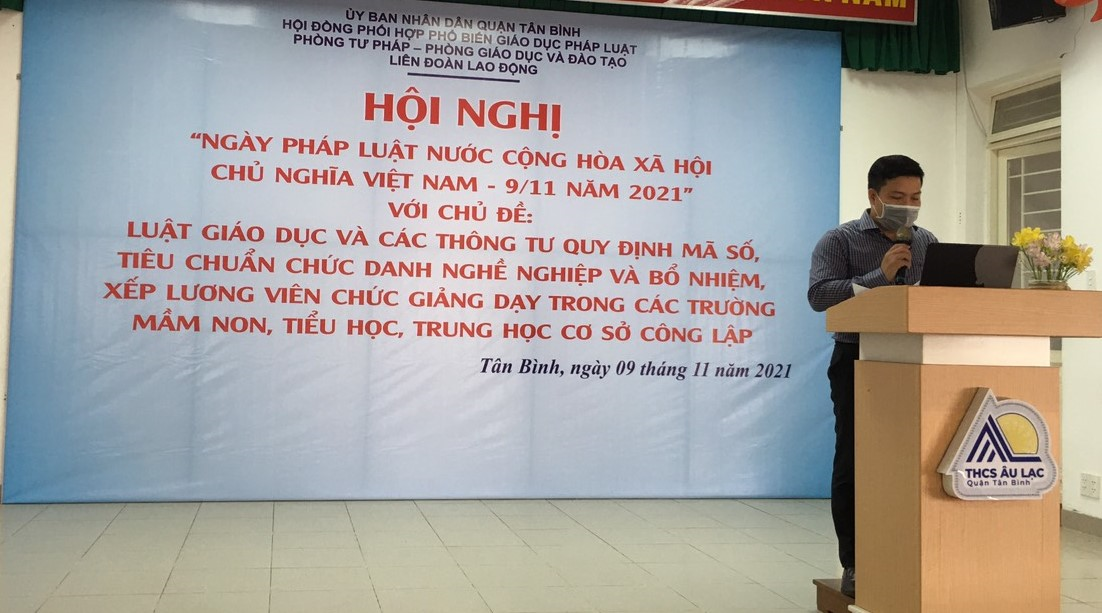 NAM
ỦY BAN NHÂN DÂN QUẬN TÂN BÌNH
HỘI ĐỒNG PHỐI HỢP PHỔ BIẾN GIÁO DỤC PHÁP LUẬT
PHÒNG TƯ PHÁP – PHÒNG GIÁO DỤC VÀ ĐÀO TẠO
LIÊN ĐOÀN LAO ĐỘNG
HỘI NGHỊ
“NGÀY PHÁP LUẬT NƯỚC CỘNG HÒA XÃ HỘI
CHỦ NGHĨA VIỆT NAM - 9/11 NĂM 2021”
VỚI CHỦ ĐỀ:
LUẬT GIÁO DỤC VÀ CÁC THÔNG TƯ QUY ĐỊNH MÃ SỐ,
TIÊU CHUẨN CHỨC DANH NGHỀ NGHIỆP VÀ BỔ NHIỆM,
XẾP LƯƠNG VIÊN CHỨC GIẢNG DẠY TRONG CÁC TRƯỜNG
MẦM NON, TIỂU HỌC, TRUNG HỌC CƠ SỞ CÔNG LẬP
Tân Bình, ngày 09 tháng 11 năm 2021
THCS ÂU LẠC
Quận Tân Bình